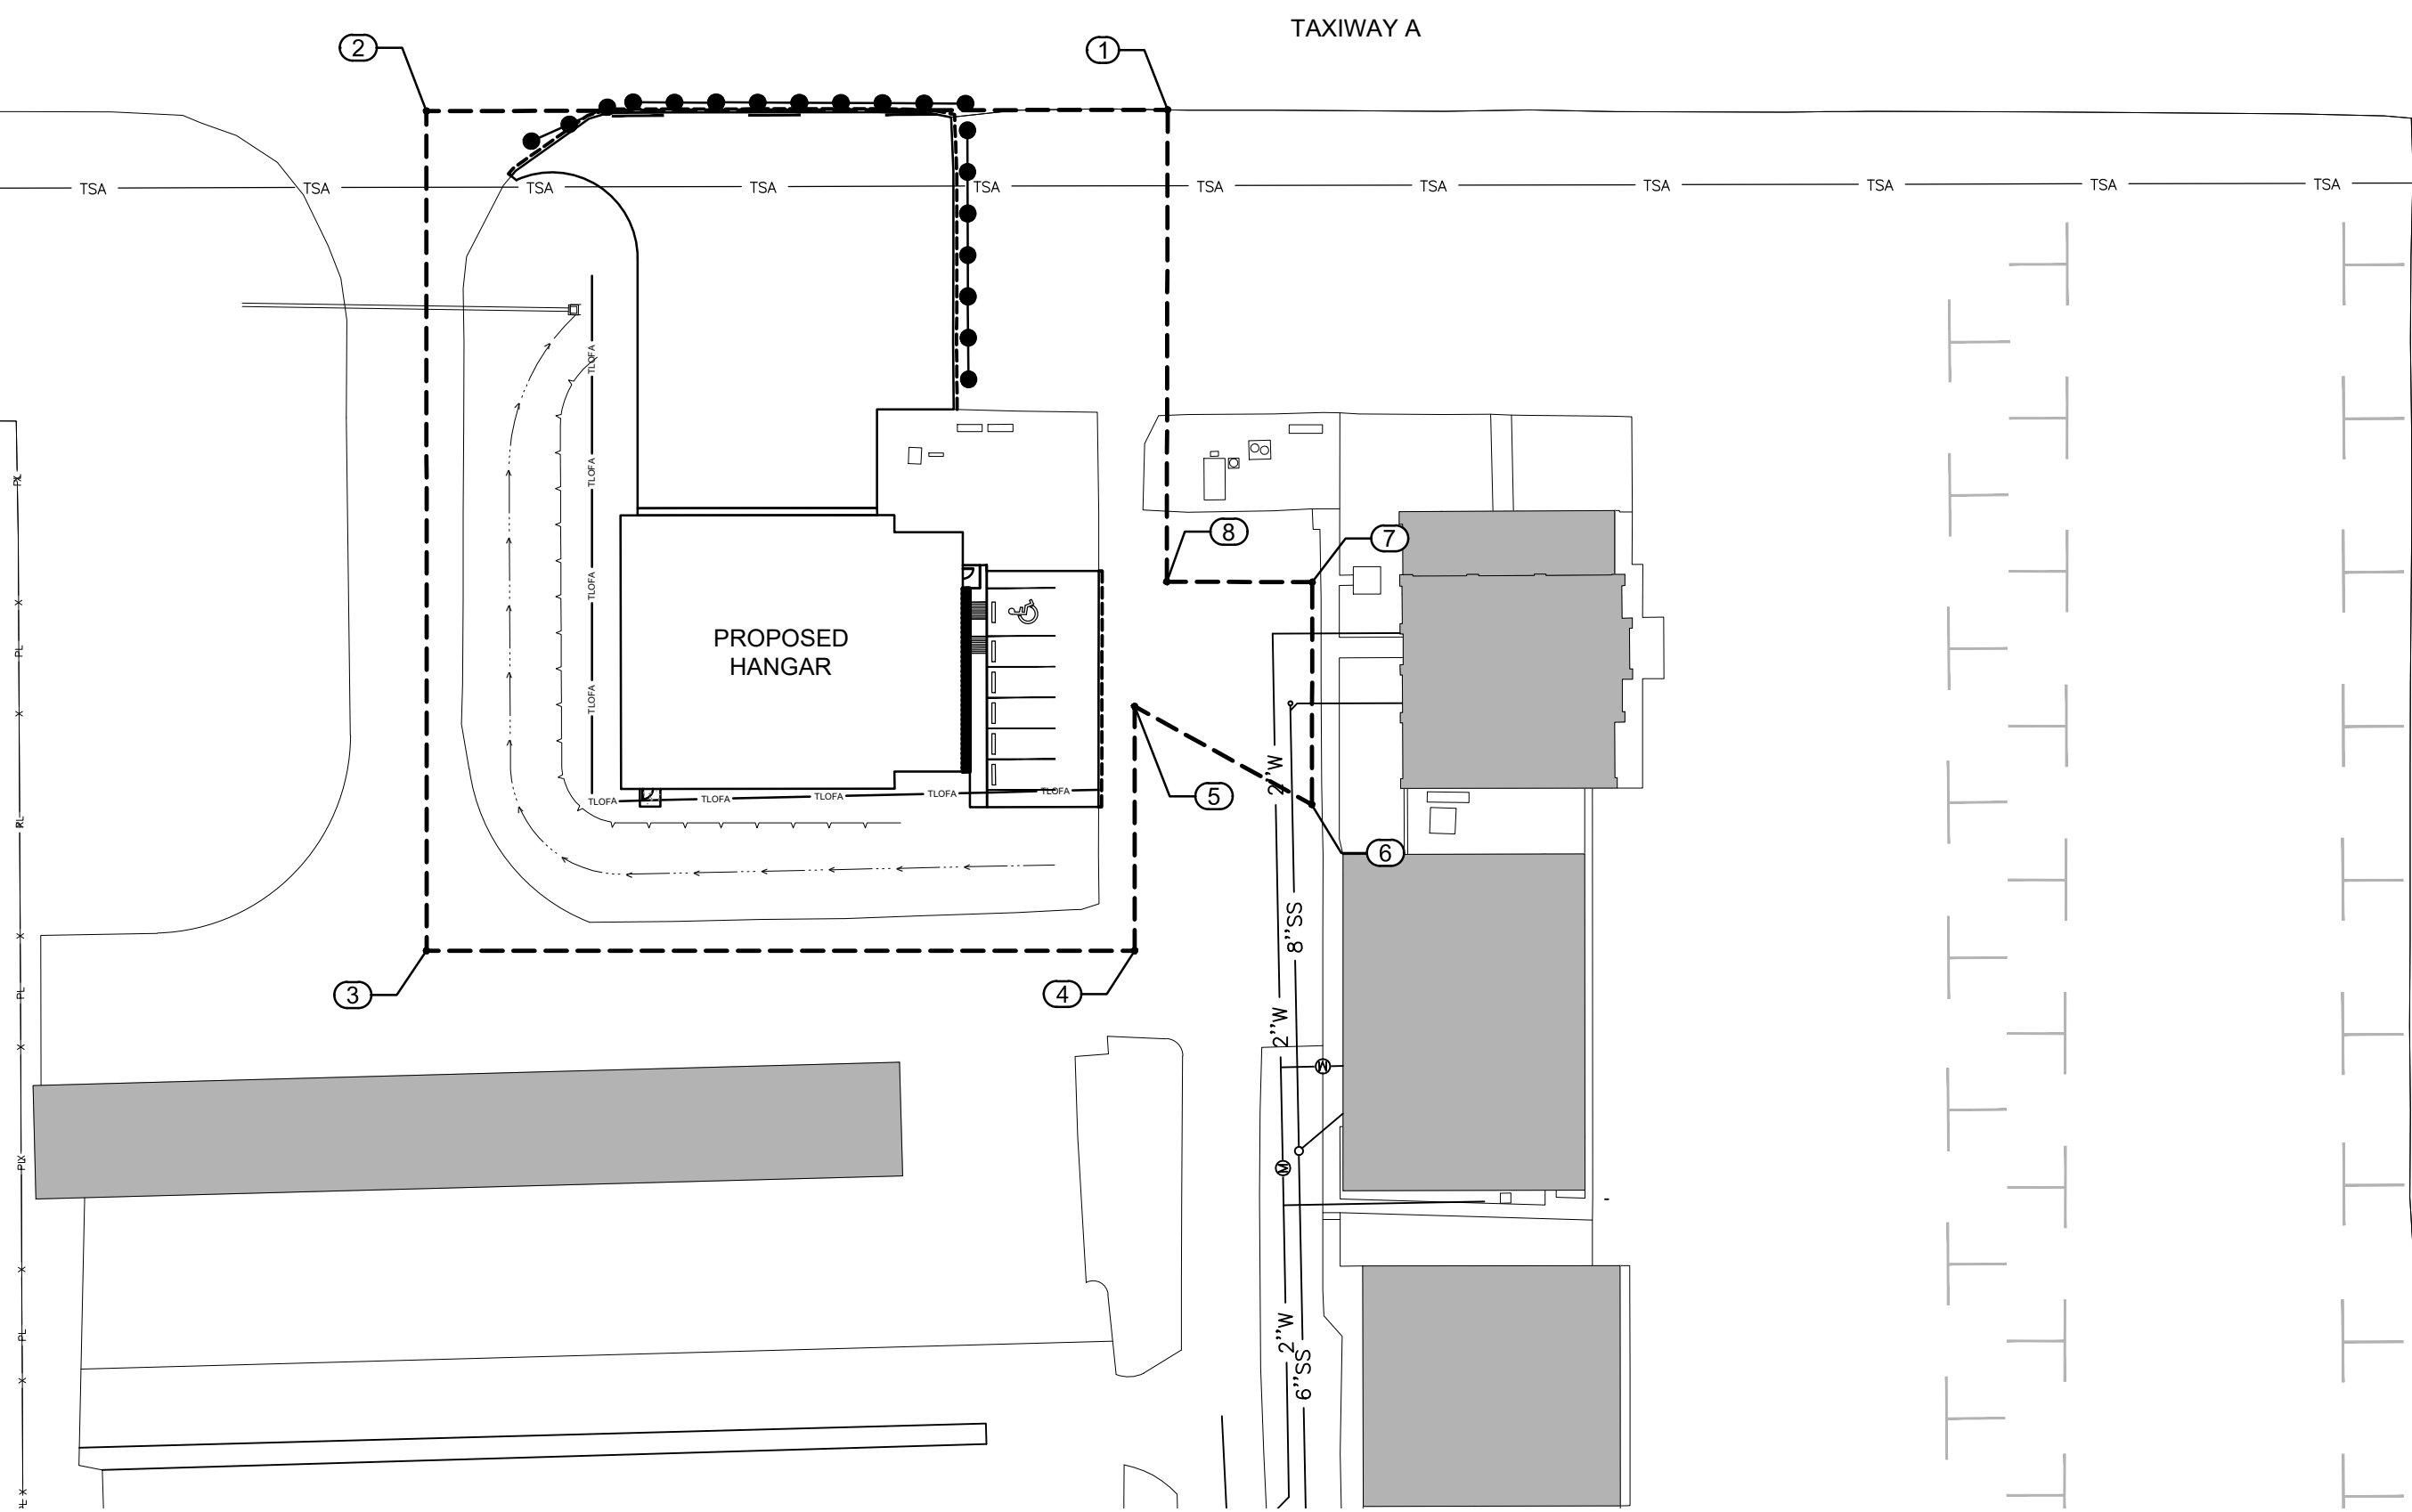 TAXIWAY A
2
1
TSA TSA TSA TSA TSA TSA TSA TSA TSA TSA TSA
TLOFA
PL
X
TLOFA
8
7
TLOFA
X
PROPOSED
HANGAR
PL
TLOFA
X
2''W
5
TLOFA TLOFA TLOFA TLOFA TLOFA
PL
6
8''SS
X
3
4
PL
2''W
X
M
PL
X
M
X
PL
2''W
6''SS
X
X
PL